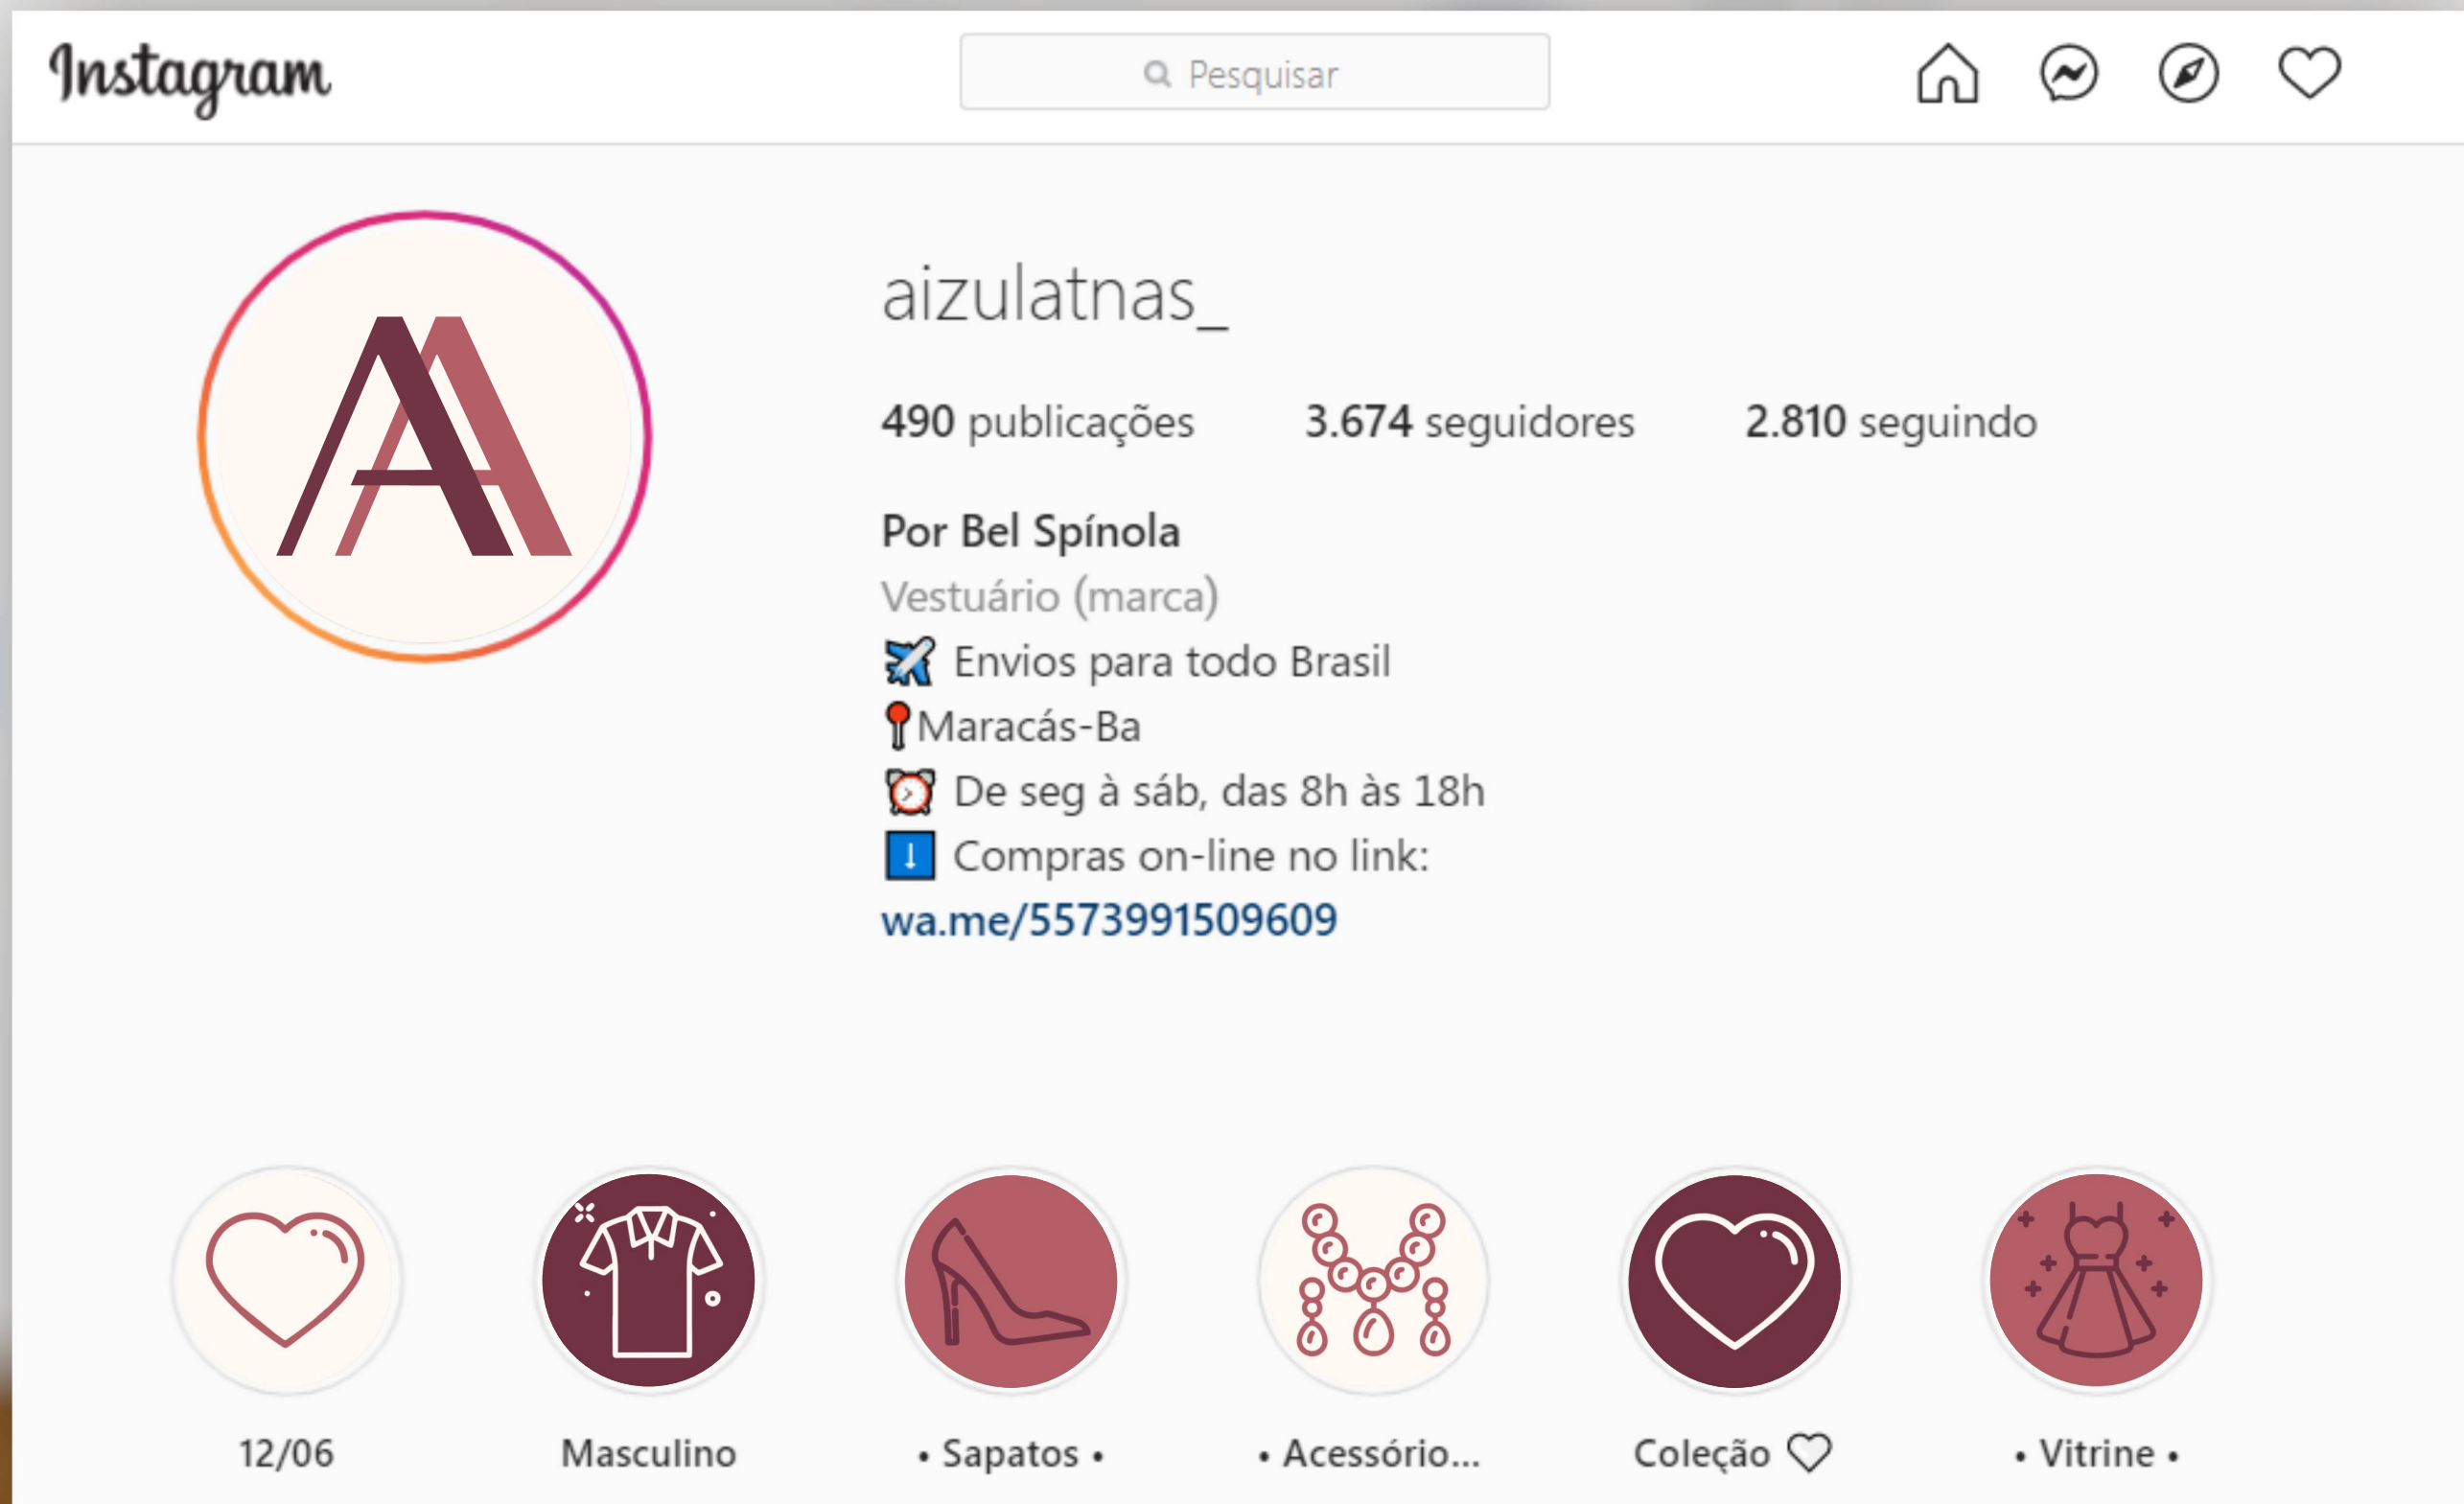 Instagram
Pesquisar
AA
aizulatnas_
490 publicações 3.674 seguidores 2.810 seguindo
Por Bel Spínola
Vestuário (marca)
✈️ Envios para todo Brasil
📍Maracás-Ba
⏰ De seg à sáb, das 8h às 18h
⬇️ Compras on-line no link:
wa.me/5573991509609
12/06
Masculino
• Sapatos •
• Acessório...
Coleção ♡
• Vitrine •